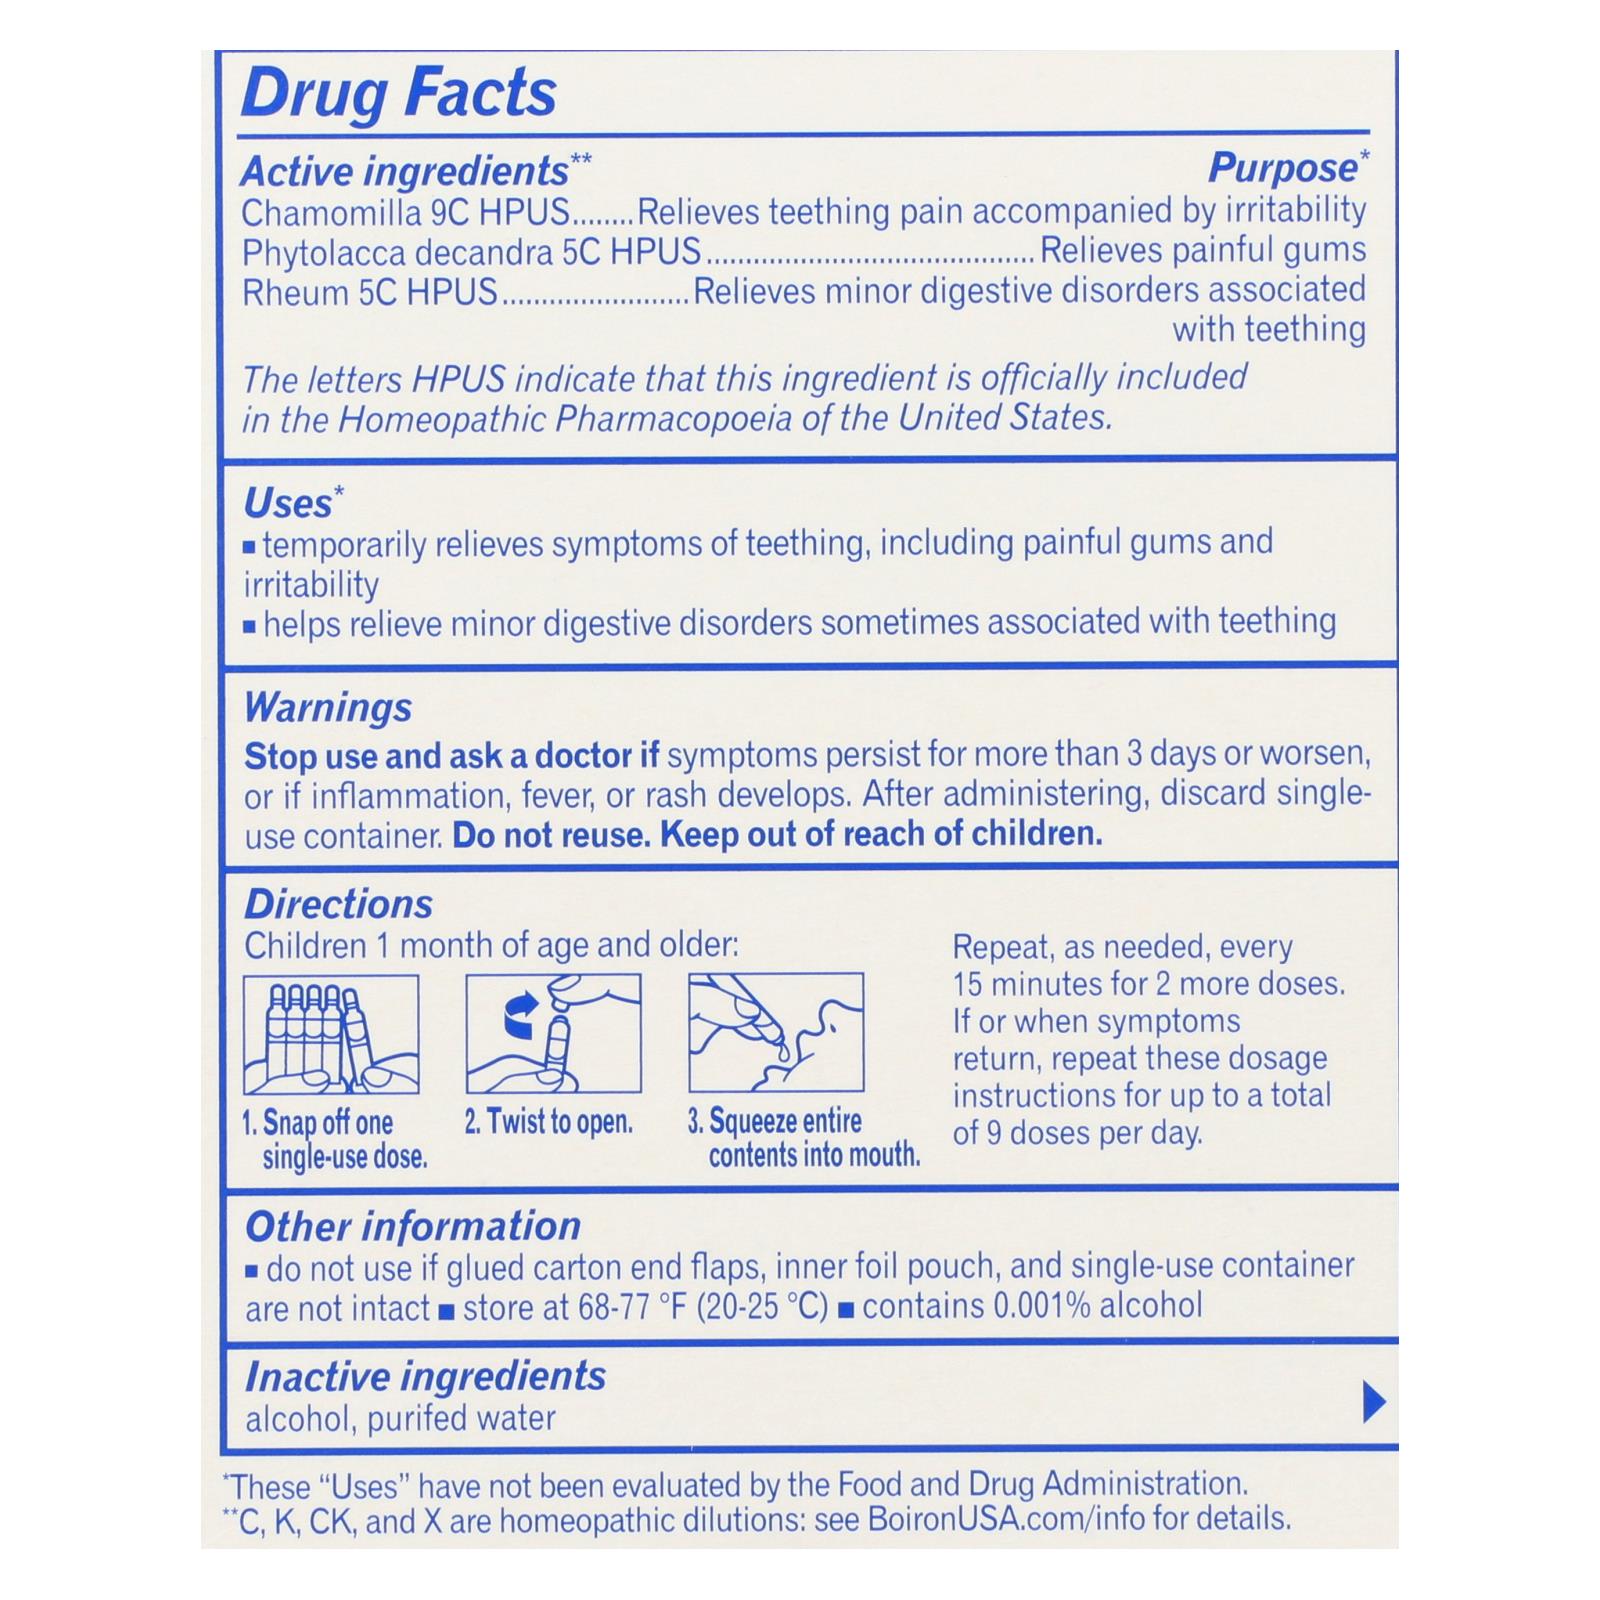 Drug Facts
Active ingredients** Purpose*
Chamomilla 9C HPUS........Relieves teething pain accompanied by irritability
Phytolacca decandra 5C HPUS..........................................Relieves painful gums
Rheum 5C HPUS........................Relieves minor digestive disorders associated
with teething
The letters HPUS indicate that this ingredient is officially included
in the Homeopathic Pharmacopoeia of the United States.
Uses*
▪ temporarily relieves symptoms of teething, including painful gums and
irritability
▪ helps relieve minor digestive disorders sometimes associated with teething
Warnings
Stop use and ask a doctor if symptoms persist for more than 3 days or worsen,
or if inflammation, fever, or rash develops. After administering, discard single-
use container. Do not reuse. Keep out of reach of children.
Directions
Children 1 month of age and older:
1. Snap off one
single-use dose.
2. Twist to open.
3. Squeeze entire
contents into mouth.
Repeat, as needed, every
15 minutes for 2 more doses.
If or when symptoms
return, repeat these dosage
instructions for up to a total
of 9 doses per day.
Other information
▪ do not use if glued carton end flaps, inner foil pouch, and single-use container
are not intact ▪ store at 68-77 °F (20-25 °C) ▪ contains 0.001% alcohol
Inactive ingredients
alcohol, purifed water
*These “Uses” have not been evaluated by the Food and Drug Administration.
**C, K, CK, and X are homeopathic dilutions: see BoironUSA.com/info for details.